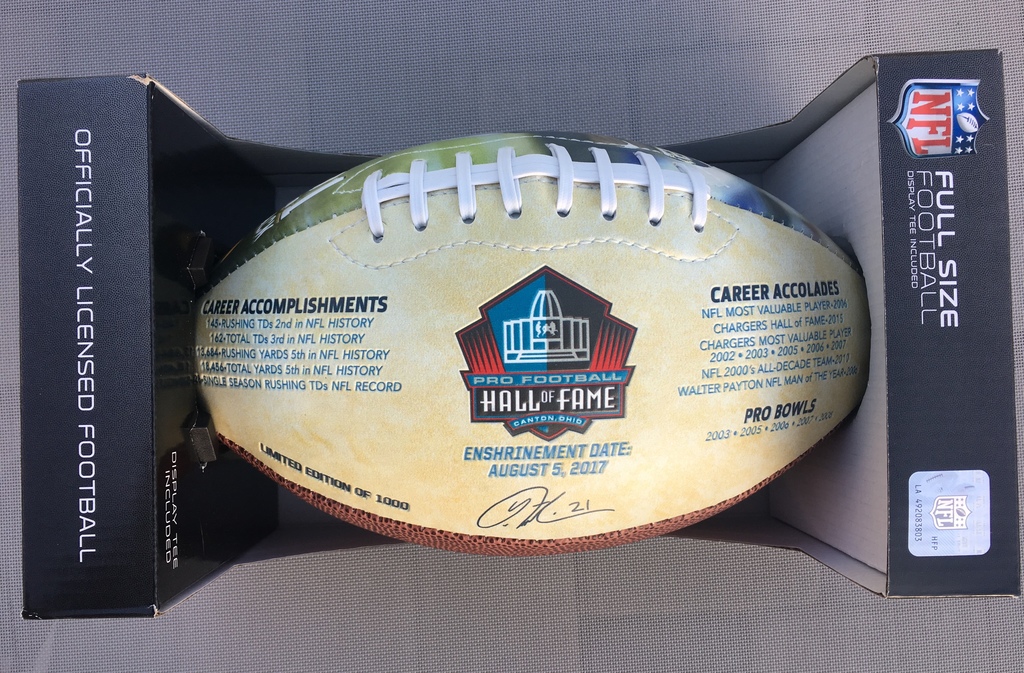 OFFICIALLY LICENSED FOOTBALL
DISPLAY TEE
INCLUDED
CAREER ACCOMPLISHMENTS
145-RUSHING TDs 2nd in NFL HISTORY
162-TOTAL TDs 3rd in NFL HISTORY
13,684-RUSHING YARDS 5th in NFL HISTORY
18,456-TOTAL YARDS 5th in NFL HISTORY
SINGLE SEASON RUSHING TDs NFL RECORD
LIMITED EDITION OF 1000
PRO FOOTBALL
HALL OF FAME
CANTON, OHIO
ENSHRINEMENT DATE:
AUGUST 5, 2017
21
CAREER ACCOLADES
NFL MOST VALUABLE PLAYER-2006
CHARGERS HALL of FAME-2015
CHARGERS MOST VALUABLE PLAYER
2002 • 2003 • 2005 • 2006 • 2007
NFL 2000's ALL-DECADE TEAM-2010
WALTER PAYTON NFL MAN of THE YEAR-2006
PRO BOWLS
2003 • 2005 • 2006 • 2007 • 2008
NFL
FULL SIZE
FOOTBALL
DISPLAY TEE INCLUDED
NFL
LA 492083803
HFP